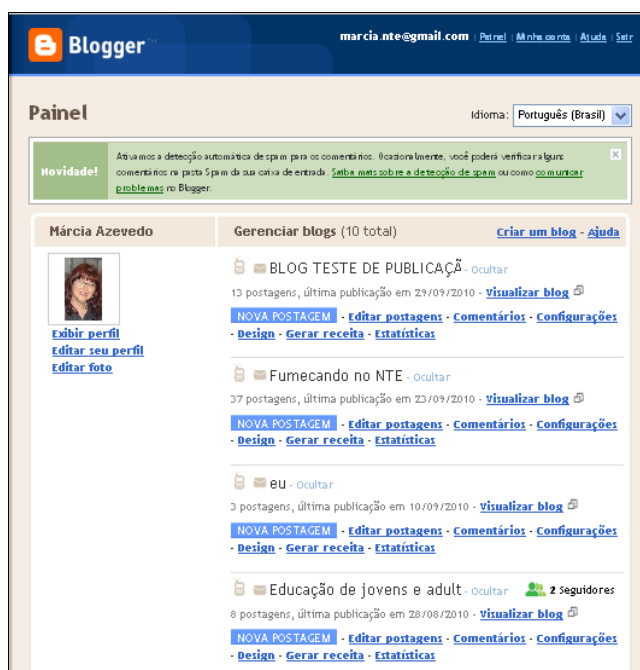 Blogger™
marcia.nte@gmail.com | Painel | Minha conta | Ajuda | Sair
Painel
Idioma: Português (Brasil)
Novidade!
Ativamos a detecção automática de spam para os comentários. Ocasionalmente, você poderá verificar alguns
comentários na pasta Spam da sua caixa de entrada. Saiba mais sobre a detecção de spam ou como comunicar
problemas no Blogger.
Márcia Azevedo
Exibir perfil
Editar seu perfil
Editar foto
Gerenciar blogs (10 total)
Criar um blog - Ajuda
BLOG TESTE DE PUBLICAÇÃ - Ocultar
13 postagens, última publicação em 29/09/2010 - Visualizar blog
NOVA POSTAGEM - Editar postagens - Comentários - Configurações
- Design - Gerar receita - Estatísticas
Fumecando no NTE - Ocultar
37 postagens, última publicação em 23/09/2010 - Visualizar blog
NOVA POSTAGEM - Editar postagens - Comentários - Configurações
- Design - Gerar receita - Estatísticas
eu - Ocultar
3 postagens, última publicação em 10/09/2010 - Visualizar blog
NOVA POSTAGEM - Editar postagens - Comentários - Configurações
- Design - Gerar receita - Estatísticas
Educação de jovens e adult - Ocultar 2 Seguidores
8 postagens, última publicação em 28/08/2010 - Visualizar blog
NOVA POSTAGEM - Editar postagens - Comentários - Configurações
- Design - Gerar receita - Estatísticas